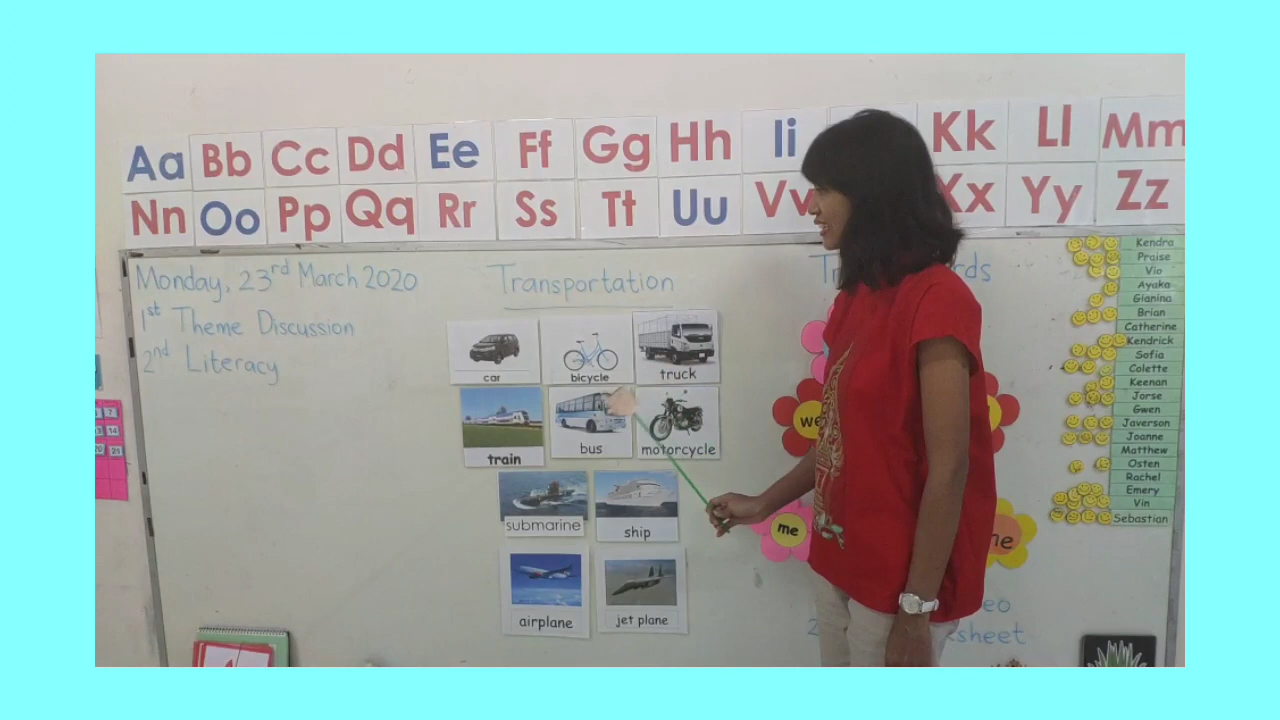 Aa Bb Cc Dd Ee Ff Gg Hh Ii Kk Ll Mm
Nn Oo Pp Qq Rr Ss Tt Uu Vv Xx Yy Zz
Monday, 23rd March 2020
1st Theme Discussion
2nd Literacy
Transportation
car bicycle truck
train bus motorcycle
submarine ship
airplane jet plane
we
me
Kendra
Praise
Vio
Ayaka
Gianina
Brian
Catherine
Kendrick
Sofia
Colette
Keenan
Jorse
Gwen
Javerson
Joanne
Matthew
Osten
Rachel
Emery
Vin
Sebastian